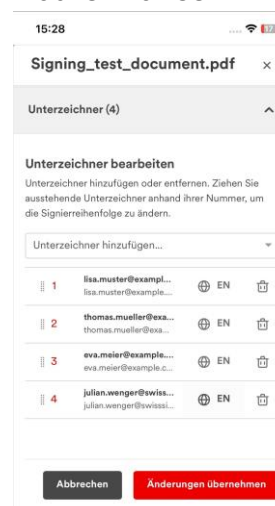 15:28
Signing_test_document.pdf
Unterzeichner (4)
Unterzeichner bearbeiten
Unterzeichner hinzufügen oder entfernen. Ziehen Sie
ausstehende Unterzeichner anhand ihrer Nummer, um
die Signierreihenfolge zu ändern.
Unterzeichner hinzufügen...
1 lisa.muster@exampl... EN
lisa.muster@example....
2 thomas.mueller@exa... EN
thomas.mueller@exa...
3 eva.meier@example.... EN
eva.meier@example.c...
4 julian.wenger@swiss... EN
julian.wenger@swisssi...
Abbrechen Änderungen übernehmen